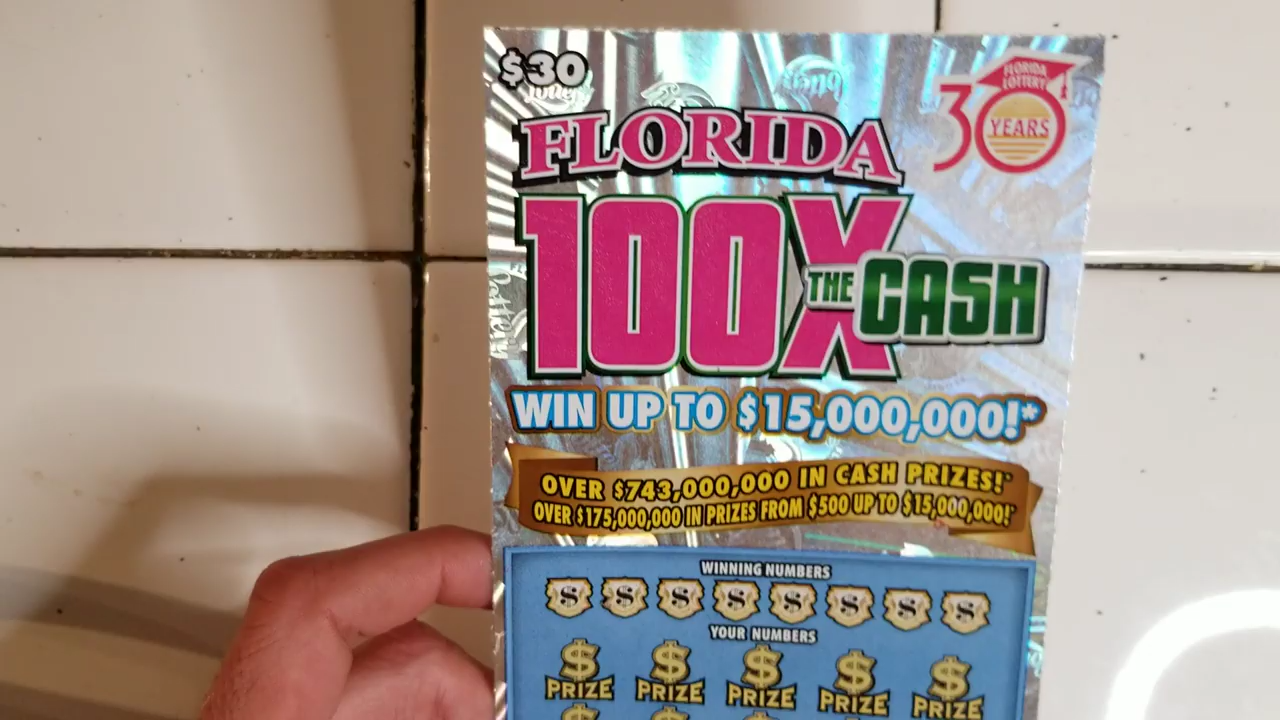 $30
FLORIDA
LOTTERY
30
YEARS
FLORIDA
100X
THE CASH
WIN UP TO $15,000,000!*
OVER $743,000,000 IN CASH PRIZES!*
OVER $175,000,000 IN PRIZES FROM $500 UP TO $15,000,000!*
WINNING NUMBERS
$ $ $ $ $ $ $ $
YOUR NUMBERS
$ $ $ $ $
PRIZE PRIZE PRIZE PRIZE PRIZE